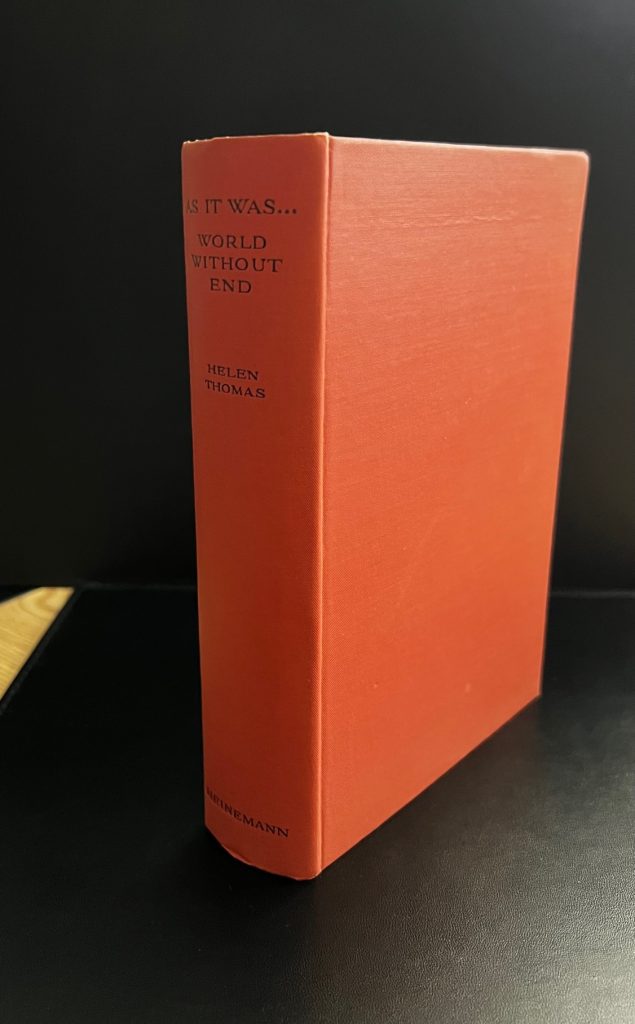 AS IT WAS...
WORLD
WITHOUT
END
HELEN
THOMAS
HEINEMANN